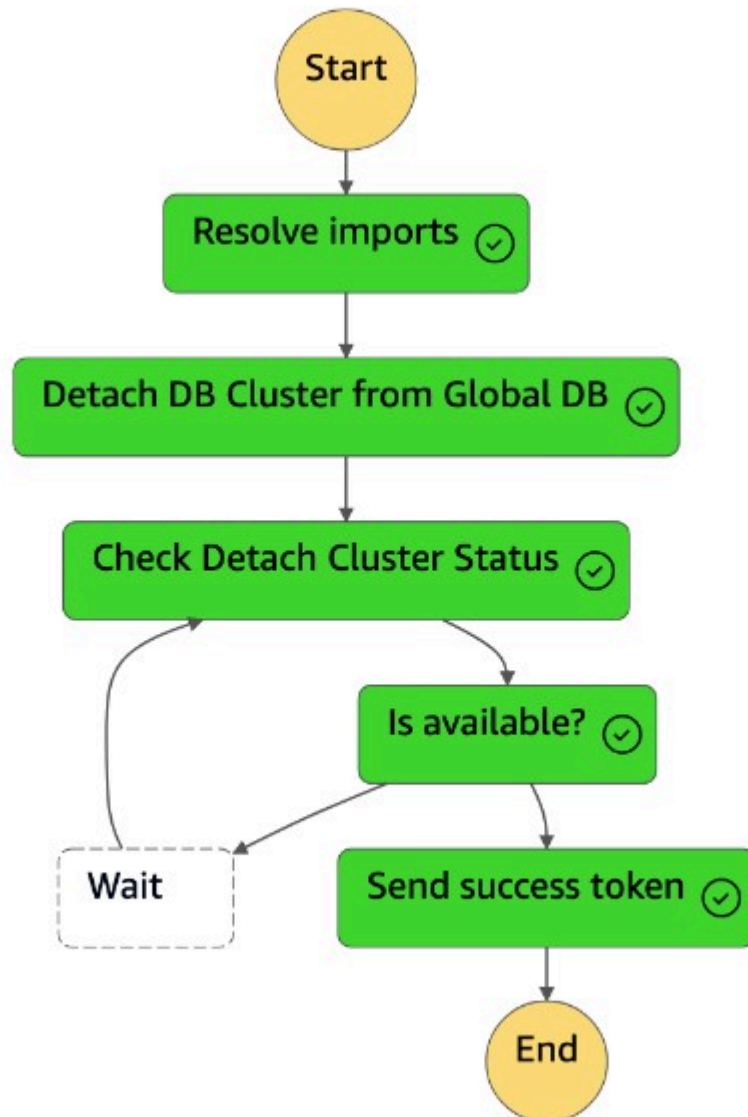 Start
Resolve imports
Detach DB Cluster from Global DB
Check Detach Cluster Status
Is available?
Wait
Send success token
End